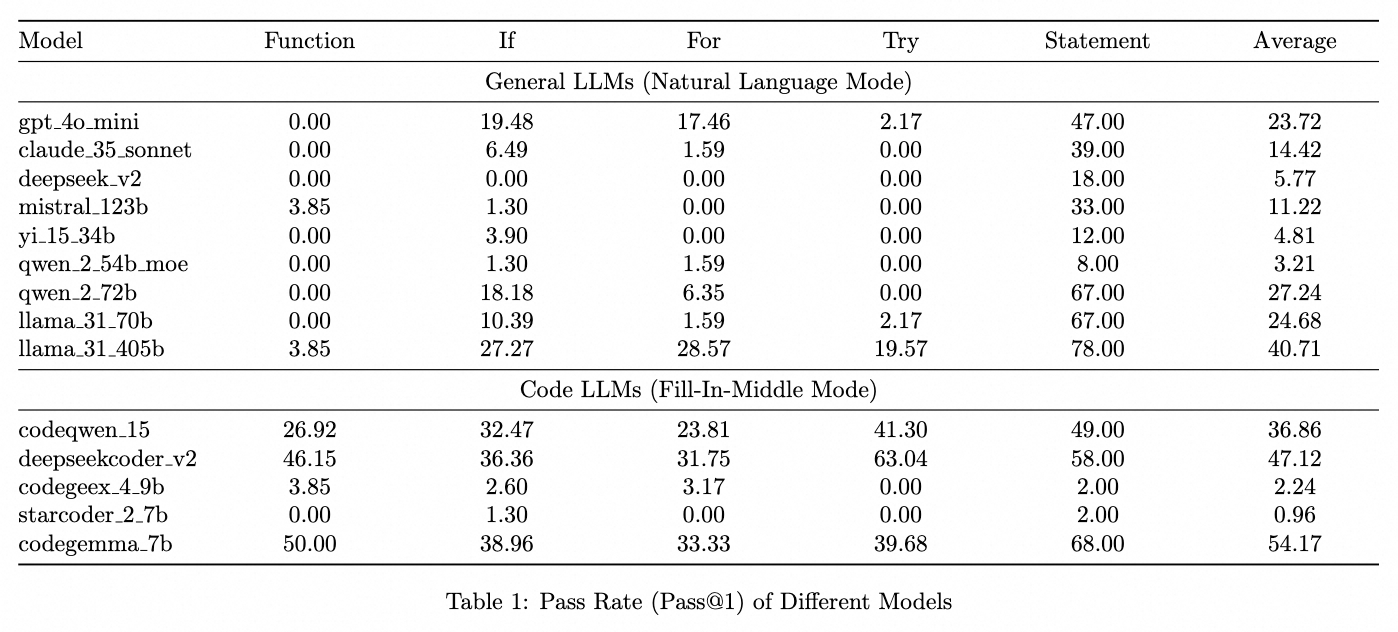 Model Function If For Try Statement Average
General LLMs (Natural Language Mode)
gpt_4o_mini 0.00 19.48 17.46 2.17 47.00 23.72
claude_35_sonnet 0.00 6.49 1.59 0.00 39.00 14.42
deepseek_v2 0.00 0.00 0.00 0.00 18.00 5.77
mistral_123b 3.85 1.30 0.00 0.00 33.00 11.22
yi_15_34b 0.00 3.90 0.00 0.00 12.00 4.81
qwen_2_54b_moe 0.00 1.30 1.59 0.00 8.00 3.21
qwen_2_72b 0.00 18.18 6.35 0.00 67.00 27.24
llama_31_70b 0.00 10.39 1.59 2.17 67.00 24.68
llama_31_405b 3.85 27.27 28.57 19.57 78.00 40.71
Code LLMs (Fill-In-Middle Mode)
codeqwen_15 26.92 32.47 23.81 41.30 49.00 36.86
deepseekcoder_v2 46.15 36.36 31.75 63.04 58.00 47.12
codegeex_4_9b 3.85 2.60 3.17 0.00 2.00 2.24
starcoder_2_7b 0.00 1.30 0.00 0.00 2.00 0.96
codegemma_7b 50.00 38.96 33.33 39.68 68.00 54.17
Table 1: Pass Rate (Pass@1) of Different Models